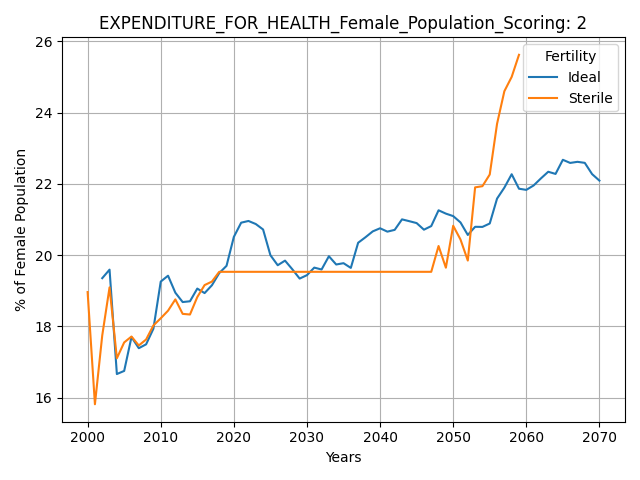 EXPENDITURE_FOR_HEALTH_Female_Population_Scoring: 2
% of Female Population
26
24
22
20
18
16
Fertility
Ideal
Sterile
2000 2010 2020 2030 2040 2050 2060 2070
Years